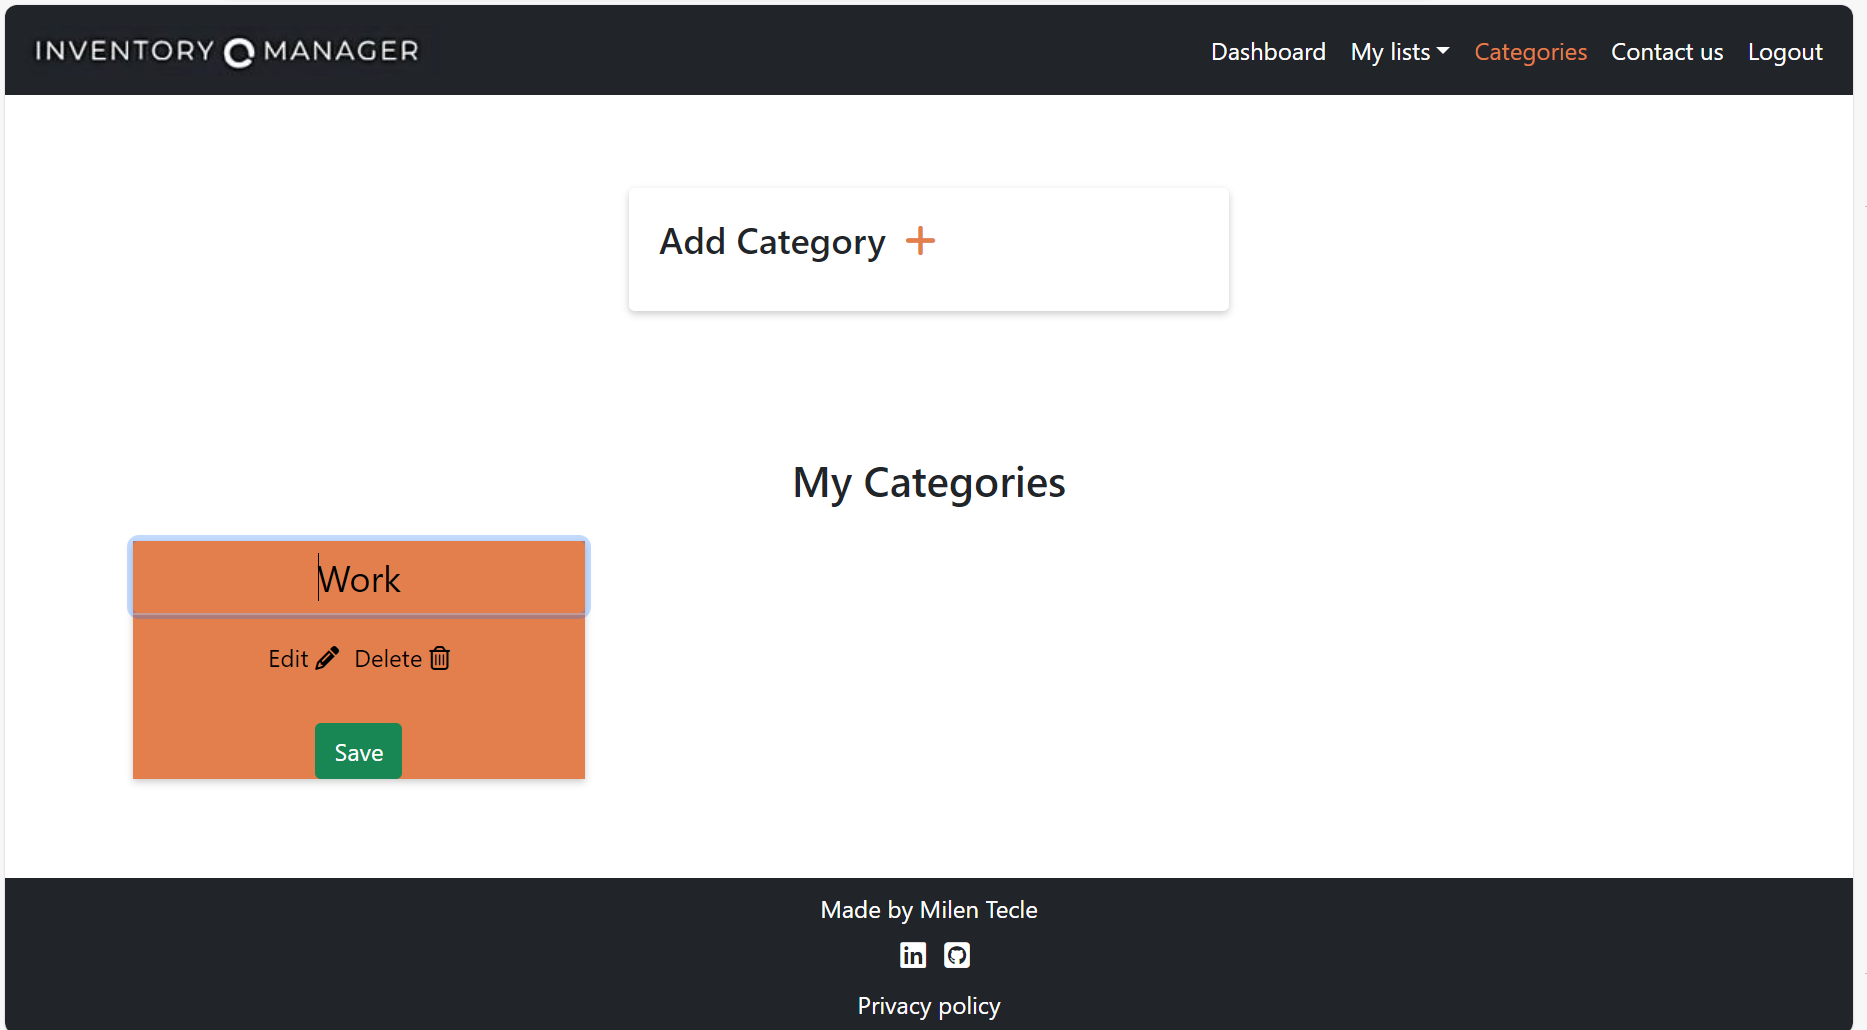 INVENTORY MANAGER
Dashboard My lists Categories Contact us Logout
Add Category
My Categories
Work
Edit Delete
Save
Made by Milen Tecle
in
Privacy policy